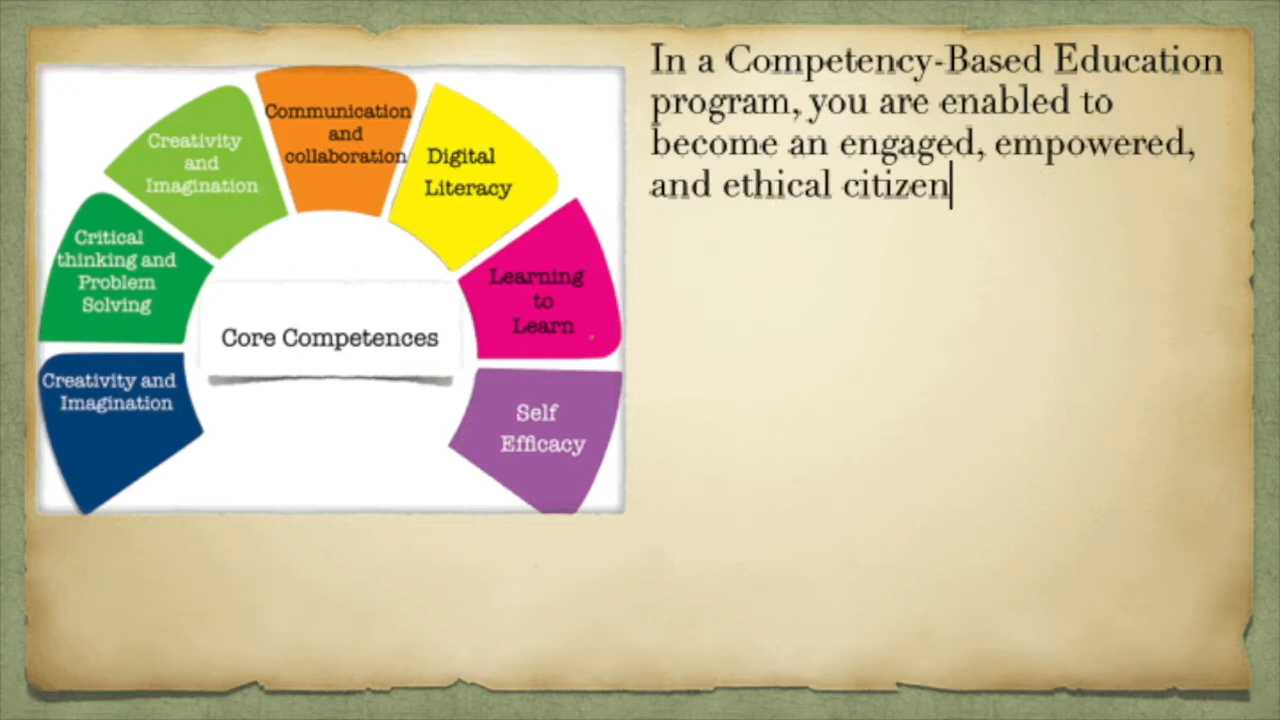 In a Competency-Based Education
program, you are enabled to
become an engaged, empowered,
and ethical citizen
Communication
and
collaboration
Creativity
and
Imagination
Digital
Literacy
Critical
thinking and
Problem
Solving
Learning
to
Learn
Core Competences
Creativity and
Imagination
Self
Efficacy